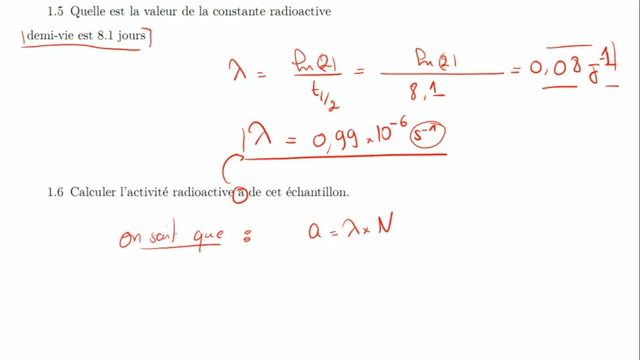 1.5 Quelle est la valeur de la constante radioactive
demi-vie est 8.1 jours
λ = ln(2) / t1/2 = ln(2) / 8,1 = 0,08 j⁻¹
λ = 0,99 × 10⁻⁶ s⁻¹
1.6 Calculer l'activité radioactive a de cet échantillon.
on sait que : a = λ × N